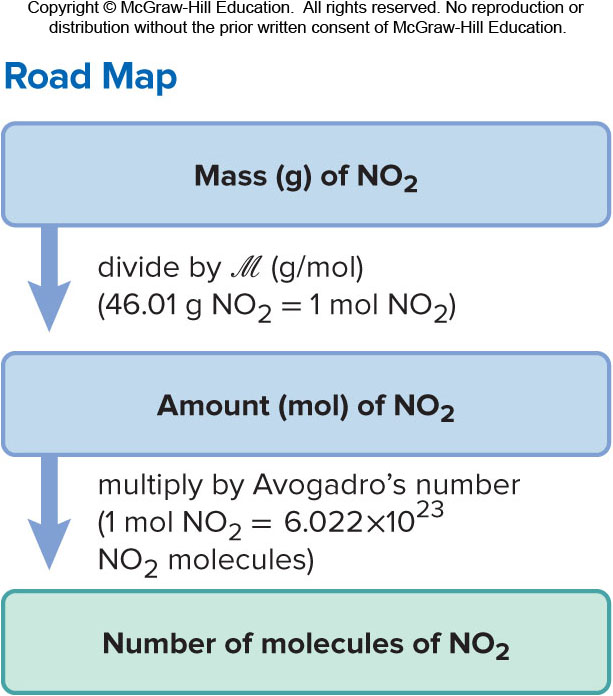 Copyright © McGraw-Hill Education. All rights reserved. No reproduction or
distribution without the prior written consent of McGraw-Hill Education.
Road Map
Mass (g) of NO₂
divide by ℳ (g/mol)
(46.01 g NO₂ = 1 mol NO₂)
Amount (mol) of NO₂
multiply by Avogadro’s number
(1 mol NO₂ = 6.022×10²³
NO₂ molecules)
Number of molecules of NO₂